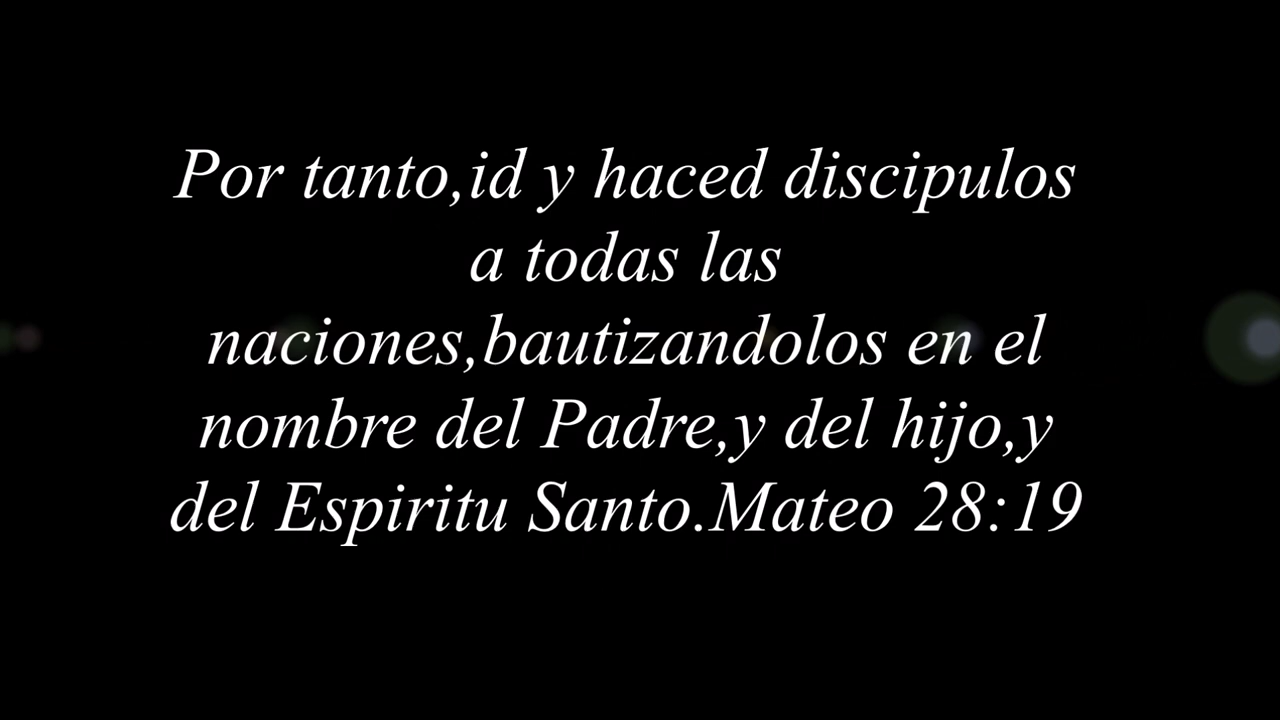 Por tanto,id y haced discipulos
a todas las
naciones,bautizandolos en el
nombre del Padre,y del hijo,y
del Espiritu Santo.Mateo 28:19